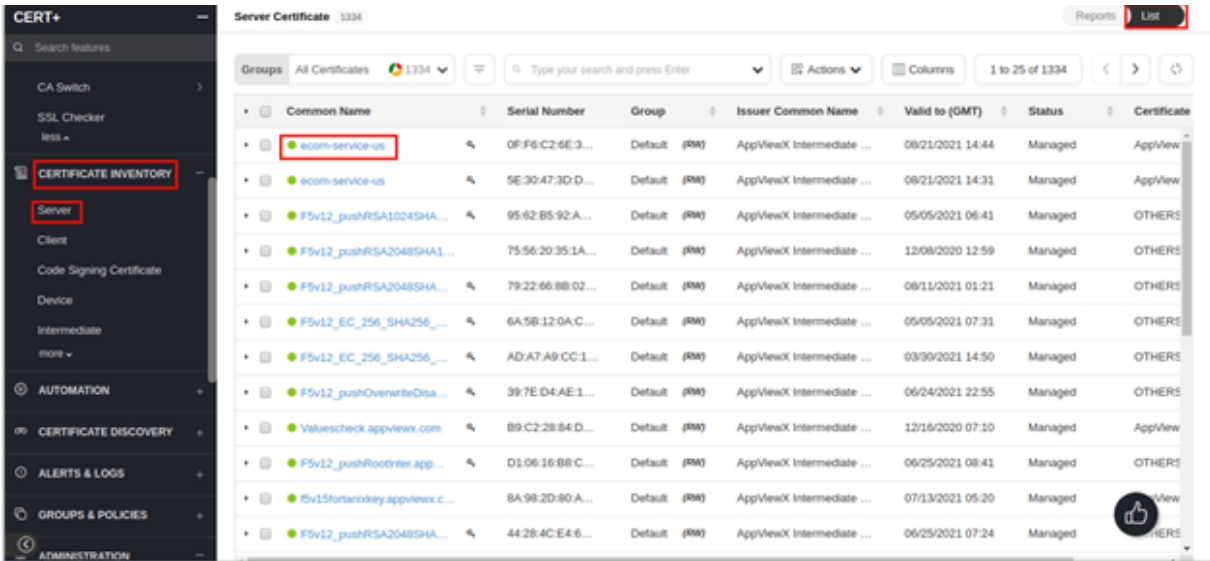 CERT+
Search features
CA Switch
SSL Checker
less
CERTIFICATE INVENTORY
Server
Client
Code Signing Certificate
Device
Intermediate
more
AUTOMATION
CERTIFICATE DISCOVERY
ALERTS & LOGS
GROUPS & POLICIES
ADMINISTRATION
Server Certificate 1334
Reports List
Groups All Certificates 1334 Type your search and press Enter Actions Columns 1 to 25 of 1334
Common Name Serial Number Group Issuer Common Name Valid to (GMT) Status Certificate
ecom-service-us 0F:F6:C2:6E:3... Default (RW) AppViewX Intermediate ... 08/21/2021 14:44 Managed AppView
ecom-service-us 5E:30:47:3D:D... Default (RW) AppViewX Intermediate ... 08/21/2021 14:31 Managed AppView
F5v12_pushRSA1024SHA... 95:62:B5:92:A... Default (RW) AppViewX Intermediate ... 05/05/2021 06:41 Managed OTHERS
F5v12_pushRSA2048SHA1... 75:56:20:35:1A... Default (RW) AppViewX Intermediate ... 12/08/2020 12:59 Managed OTHERS
F5v12_pushRSA2048SHA... 79:22:66:8B:02... Default (RW) AppViewX Intermediate ... 08/11/2021 01:21 Managed OTHERS
F5v12_EC_256_SHA256_... 6A:5B:12:0A:C... Default (RW) AppViewX Intermediate ... 05/05/2021 07:31 Managed OTHERS
F5v12_EC_256_SHA256_... AD:A7:A9:CC:1... Default (RW) AppViewX Intermediate ... 03/30/2021 14:50 Managed OTHERS
F5v12_pushOverwriteDisa... 39:7E:D4:AE:1... Default (RW) AppViewX Intermediate ... 06/24/2021 22:55 Managed OTHERS
Valuescheck.appviewx.com B9:C2:28:84:D... Default (RW) AppViewX Intermediate ... 12/16/2020 07:10 Managed AppView
F5v12_pushRootInter.app... D1:06:16:B8:C... Default (RW) AppViewX Intermediate ... 06/25/2021 08:41 Managed OTHERS
f5v15fortanixkey.appviewx.c... 8A:98:2D:80:A... Default (RW) AppViewX Intermediate ... 07/13/2021 05:20 Managed
F5v12_pushRSA2048SHA... 44:28:4C:E4:6... Default (RW) AppViewX Intermediate ... 06/25/2021 07:24 Managed